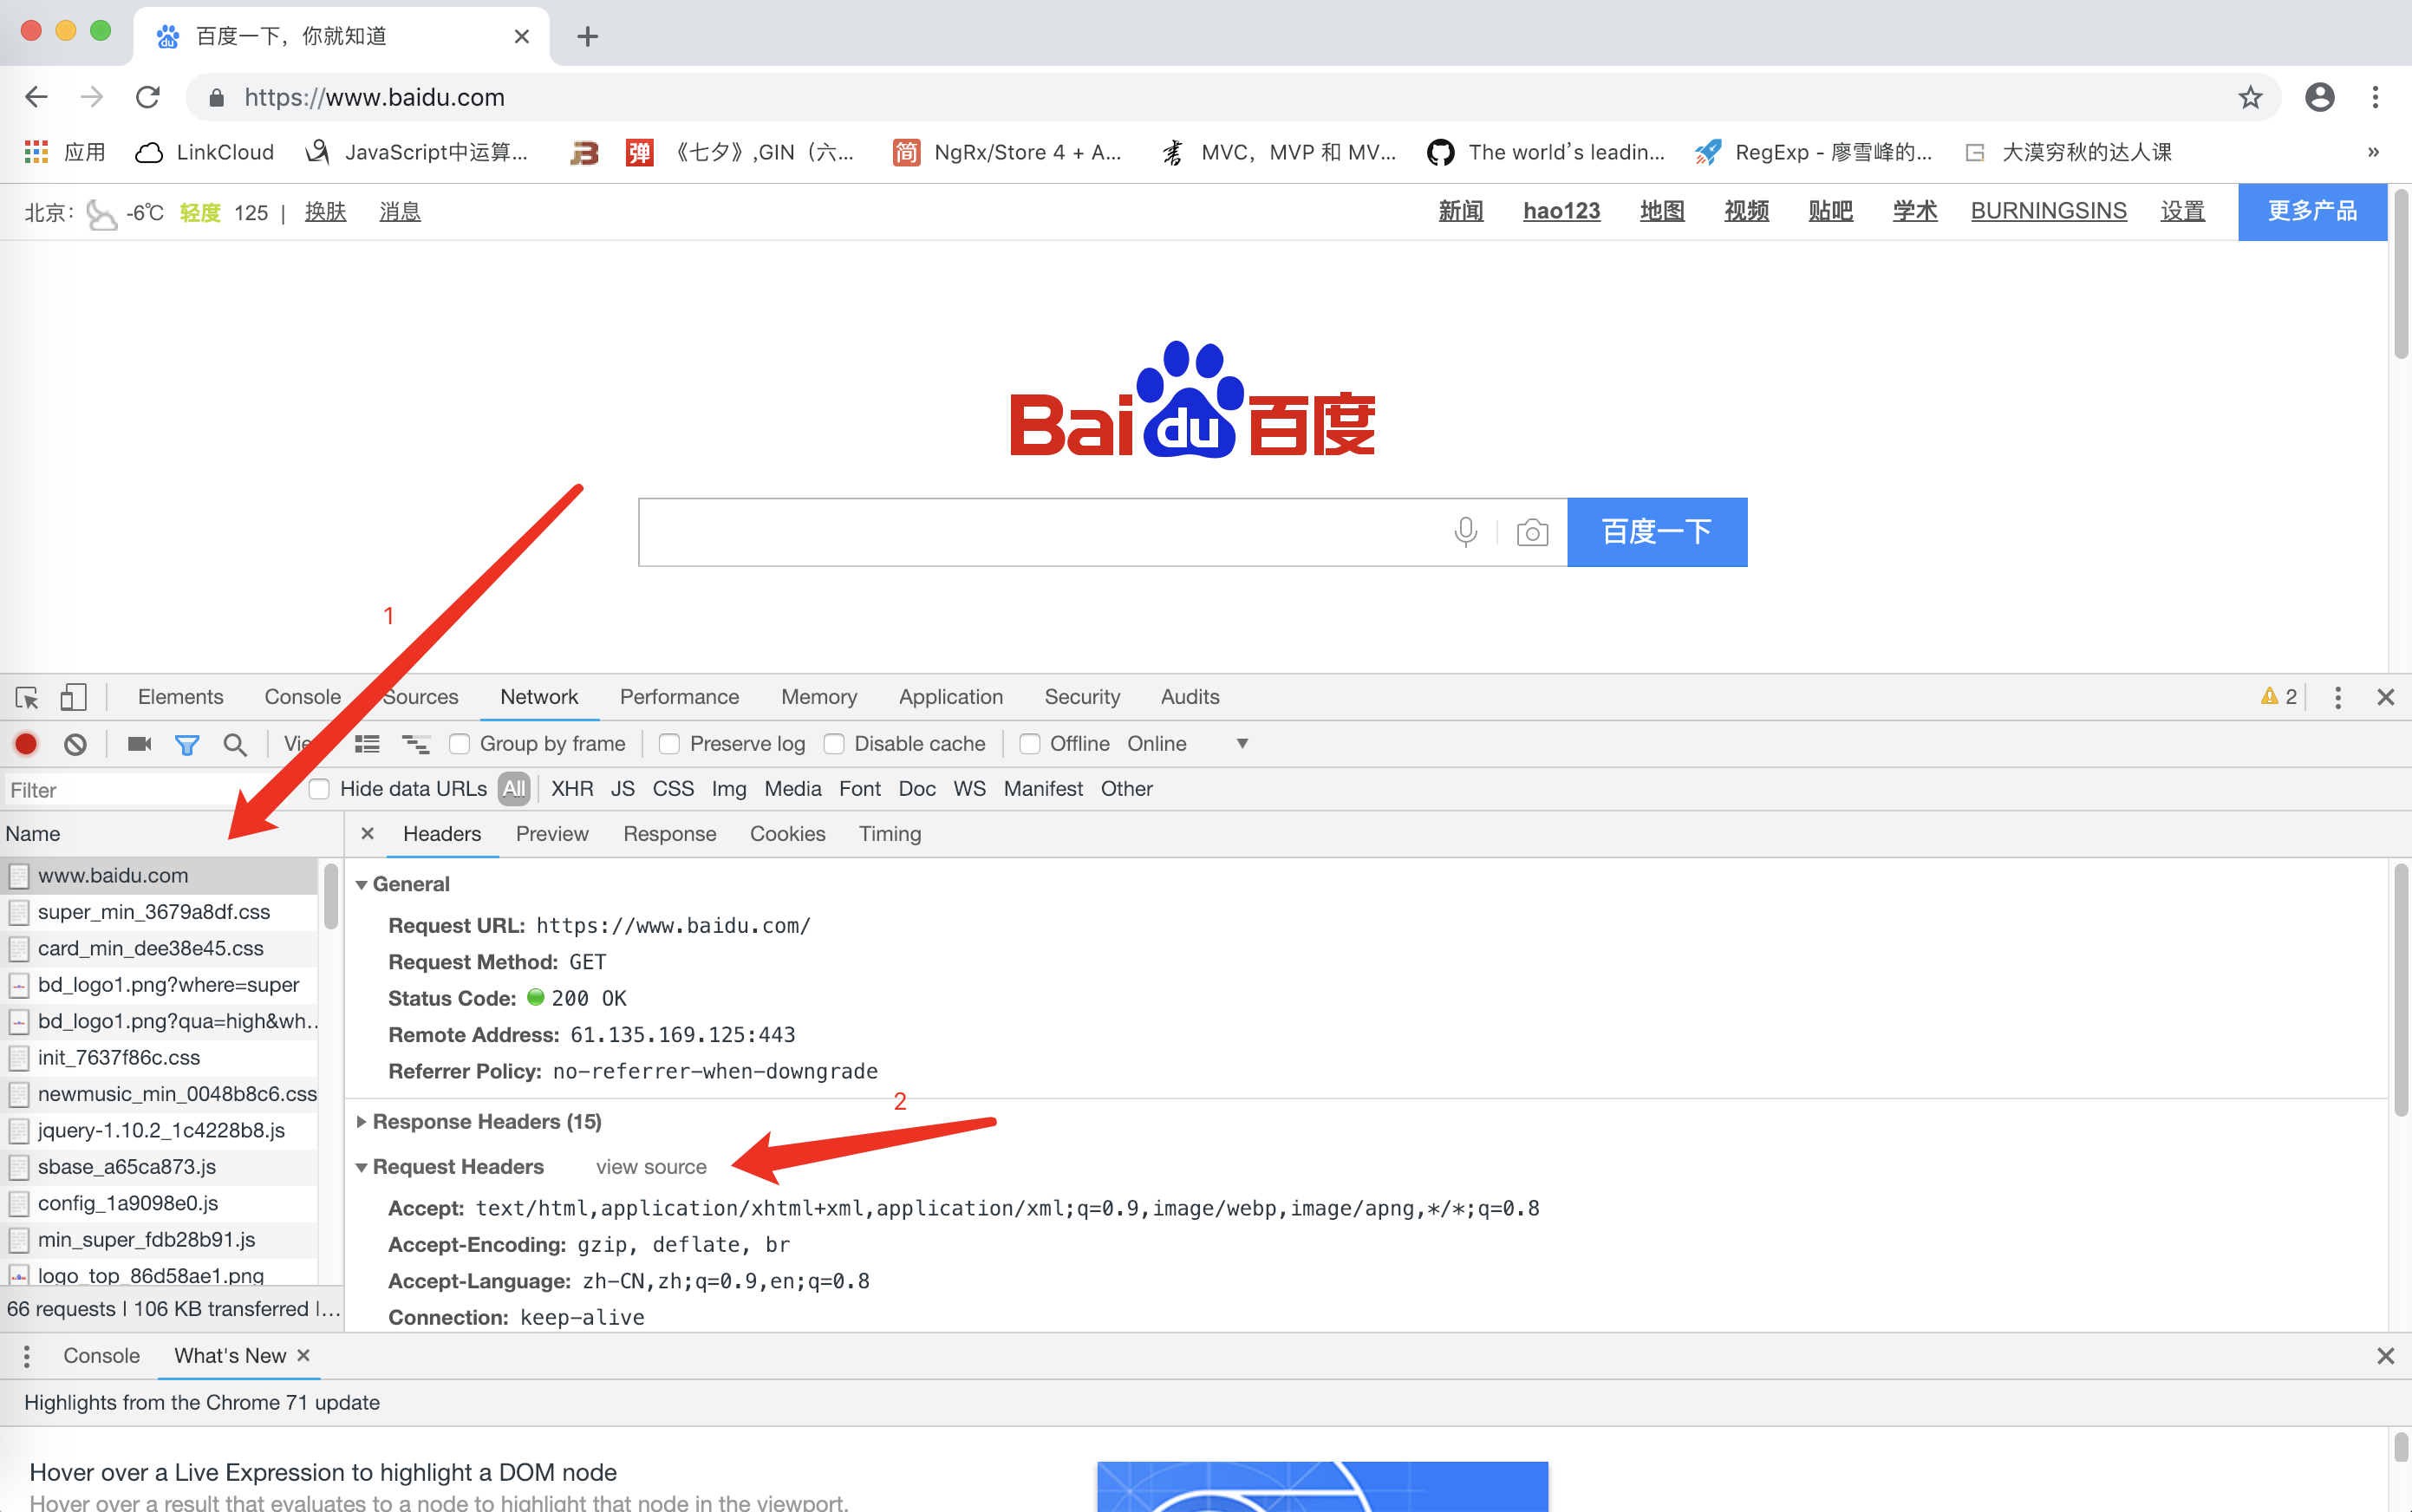 百度一下，你就知道
https://www.baidu.com
应用 LinkCloud JavaScript中运算... 弹 《七夕》,GIN（六... 简 NgRx/Store 4 + A... 书 MVC，MVP 和 MV... The world's leadin... RegExp - 廖雪峰的... 大漠穷秋的达人课 »
北京： -6℃ 轻度 125 | 换肤 消息 新闻 hao123 地图 视频 贴吧 学术 BURNINGSINS 设置 更多产品
Bai du 百度
百度一下
1
Elements Console Sources Network Performance Memory Application Security Audits 2
Group by frame Preserve log Disable cache Offline Online
Filter Hide data URLs All XHR JS CSS Img Media Font Doc WS Manifest Other
Name
Headers Preview Response Cookies Timing
www.baidu.com
super_min_3679a8df.css
card_min_dee38e45.css
bd_logo1.png?where=super
bd_logo1.png?qua=high&wh...
init_7637f86c.css
newmusic_min_0048b8c6.css
jquery-1.10.2_1c4228b8.js
sbase_a65ca873.js
config_1a9098e0.js
min_super_fdb28b91.js
logo_top_86d58ae1.png
66 requests | 106 KB transferred |...
General
Request URL: https://www.baidu.com/
Request Method: GET
Status Code: 200 OK
Remote Address: 61.135.169.125:443
Referrer Policy: no-referrer-when-downgrade
2
Response Headers (15)
Request Headers view source
Accept: text/html,application/xhtml+xml,application/xml;q=0.9,image/webp,image/apng,*/*;q=0.8
Accept-Encoding: gzip, deflate, br
Accept-Language: zh-CN,zh;q=0.9,en;q=0.8
Connection: keep-alive
Console What's New
Highlights from the Chrome 71 update
Hover over a Live Expression to highlight a DOM node
Hover over a result that evaluates to a node to highlight that node in the viewport.